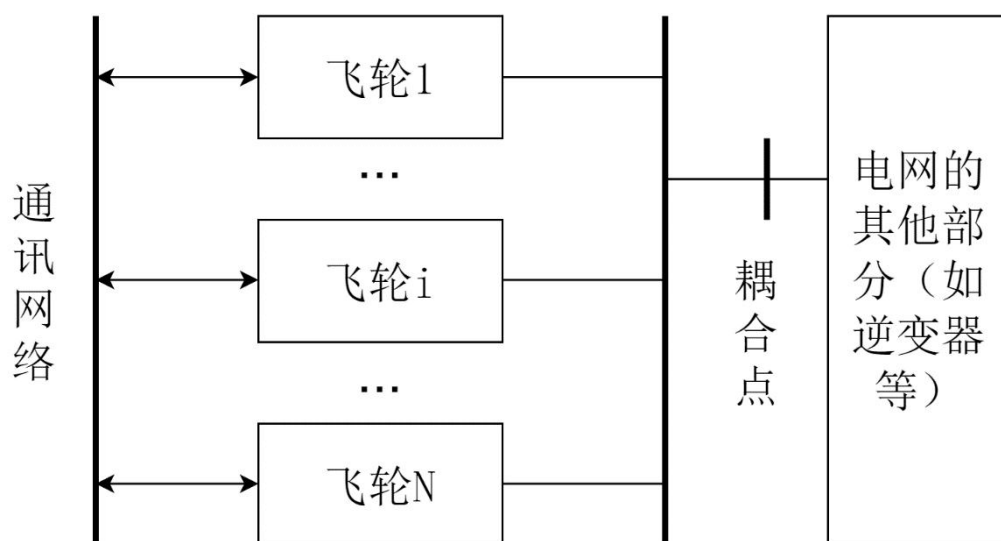 通讯网络
飞轮1
...
飞轮i
...
飞轮N
耦合点
电网的
其他部
分（如
逆变器
等）